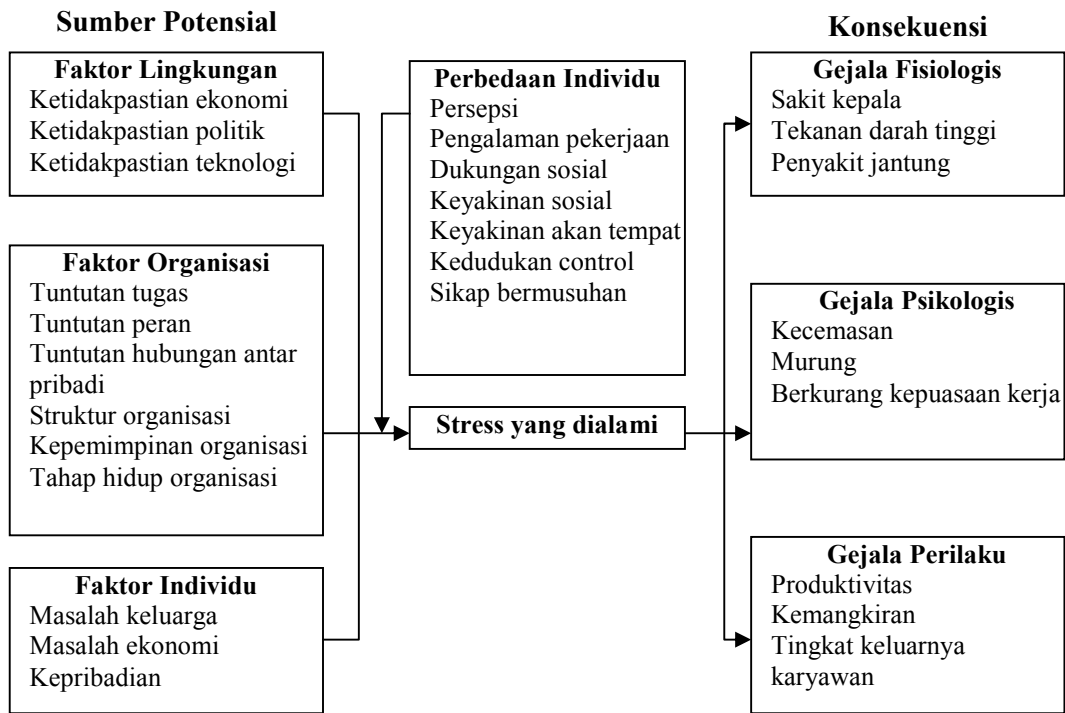 Sumber Potensial
Faktor Lingkungan
Ketidakpastian ekonomi
Ketidakpastian politik
Ketidakpastian teknologi
Faktor Organisasi
Tuntutan tugas
Tuntutan peran
Tuntutan hubungan antar
pribadi
Struktur organisasi
Kepemimpinan organisasi
Tahap hidup organisasi
Faktor Individu
Masalah keluarga
Masalah ekonomi
Kepribadian
Perbedaan Individu
Persepsi
Pengalaman pekerjaan
Dukungan sosial
Keyakinan sosial
Keyakinan akan tempat
Kedudukan control
Sikap bermusuhan
Stress yang dialami
Konsekuensi
Gejala Fisiologis
Sakit kepala
Tekanan darah tinggi
Penyakit jantung
Gejala Psikologis
Kecemasan
Murung
Berkurang kepuasaan kerja
Gejala Perilaku
Produktivitas
Kemangkiran
Tingkat keluarnya
karyawan